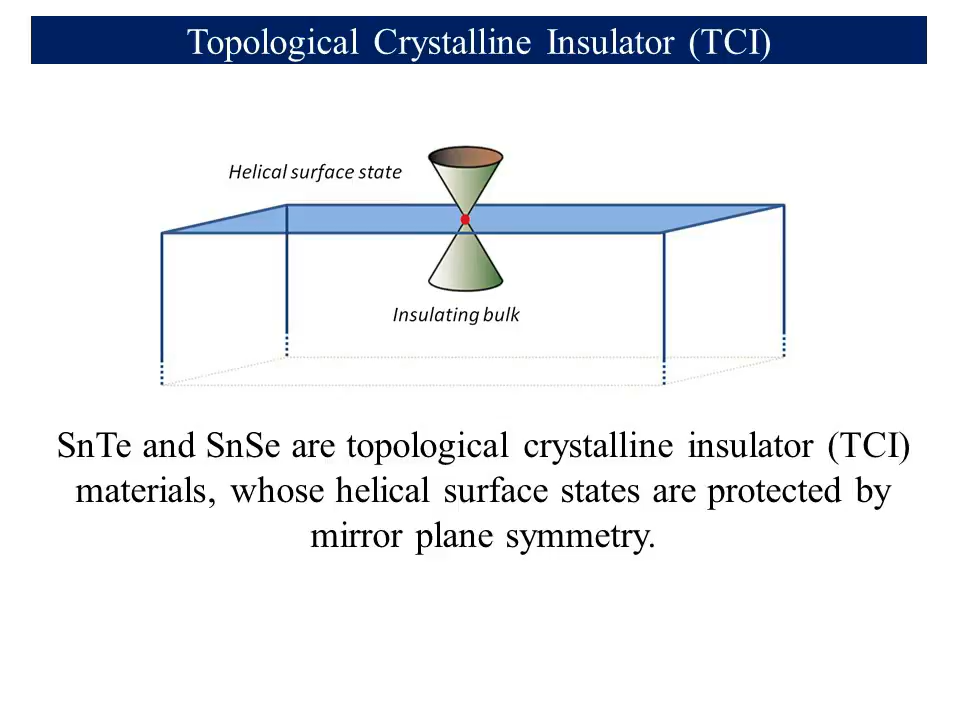 Topological Crystalline Insulator (TCI)
Helical surface state
Insulating bulk
SnTe and SnSe are topological crystalline insulator (TCI)
materials, whose helical surface states are protected by
mirror plane symmetry.